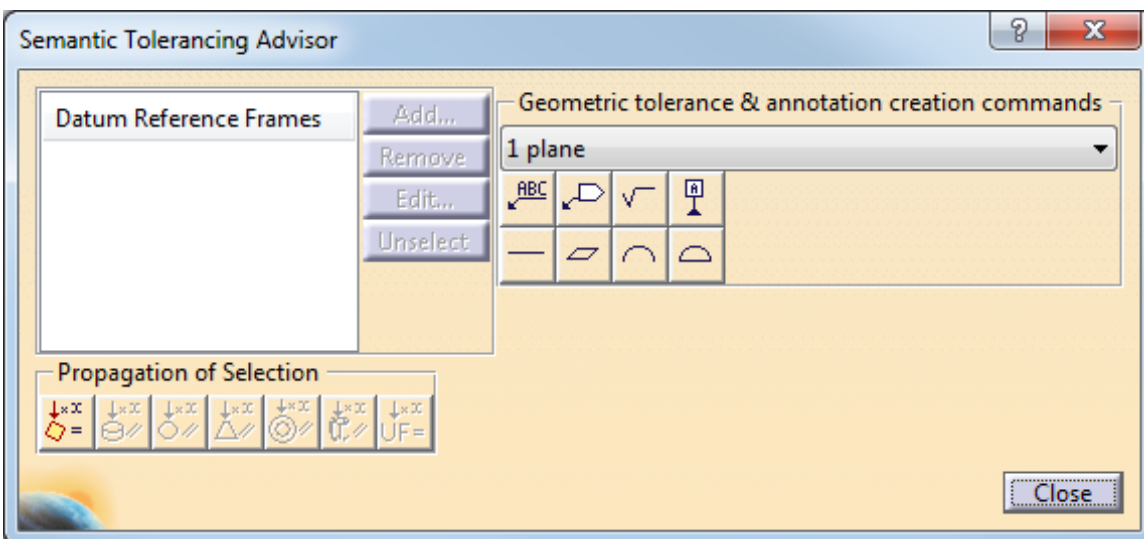 Semantic Tolerancing Advisor
Datum Reference Frames
Add...
Remove
Edit...
Unselect
Geometric tolerance & annotation creation commands
1 plane
ABC
A
Propagation of Selection
UF=
Close